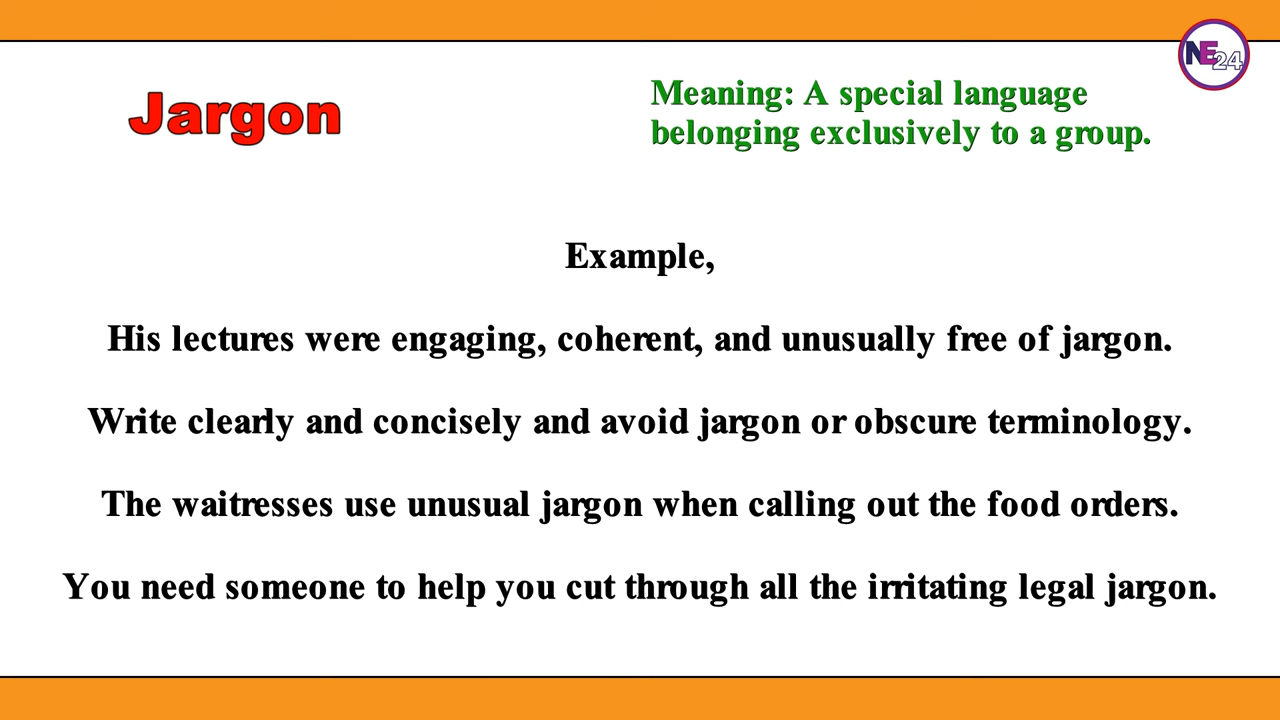 NE24
Jargon
Meaning: A special language
belonging exclusively to a group.
Example,
His lectures were engaging, coherent, and unusually free of jargon.
Write clearly and concisely and avoid jargon or obscure terminology.
The waitresses use unusual jargon when calling out the food orders.
You need someone to help you cut through all the irritating legal jargon.